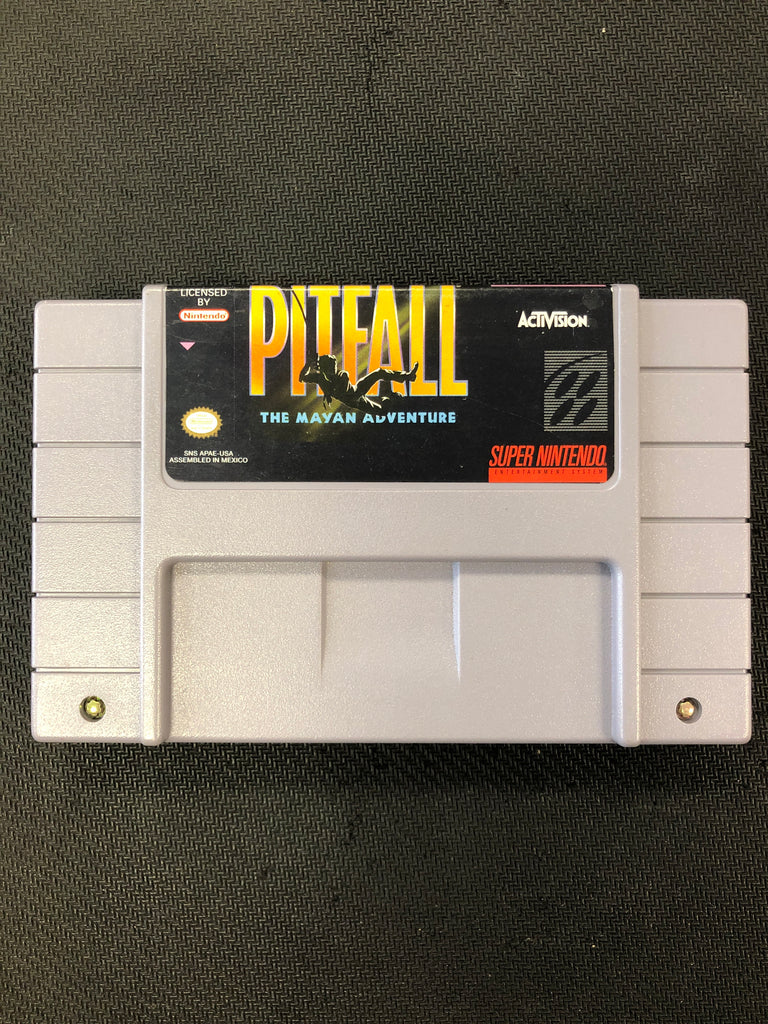 LICENSED
BY
Nintendo
PITFALL
THE MAYAN ADVENTURE
ACTIVISION
SNS APAE-USA
ASSEMBLED IN MEXICO
SUPER NINTENDO
ENTERTAINMENT SYSTEM